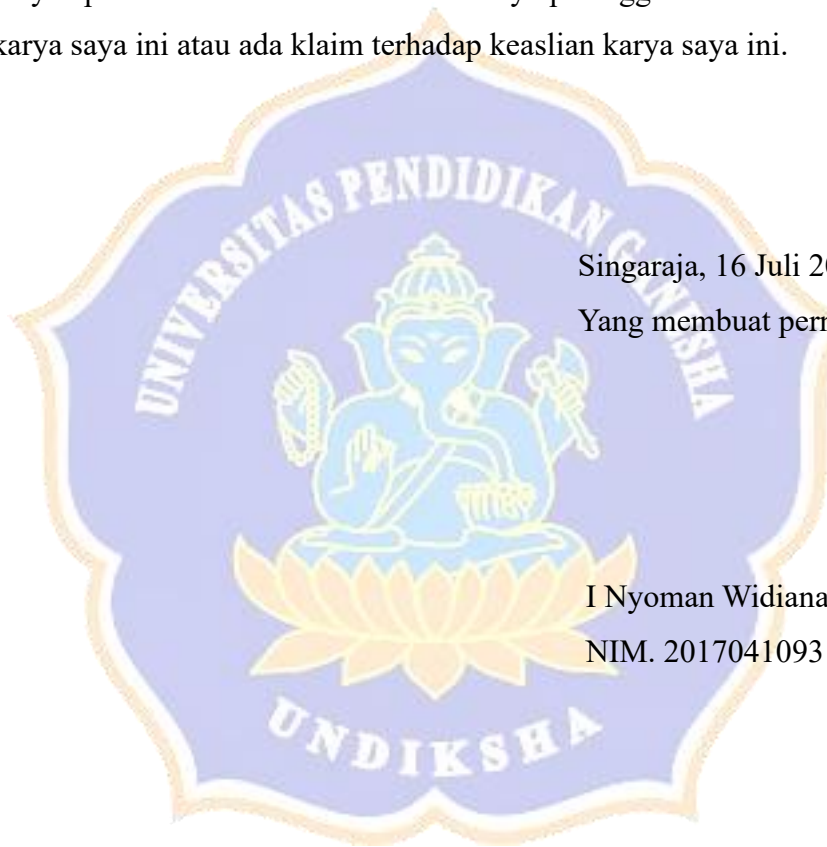 karya saya ini atau ada klaim terhadap keaslian karya saya ini.
UNIVERSITAS PENDIDIKAN GANESHA
Singaraja, 16 Juli
Yang membuat
I Nyoman Widiana
NIM. 2017041093
UNDIKSHA